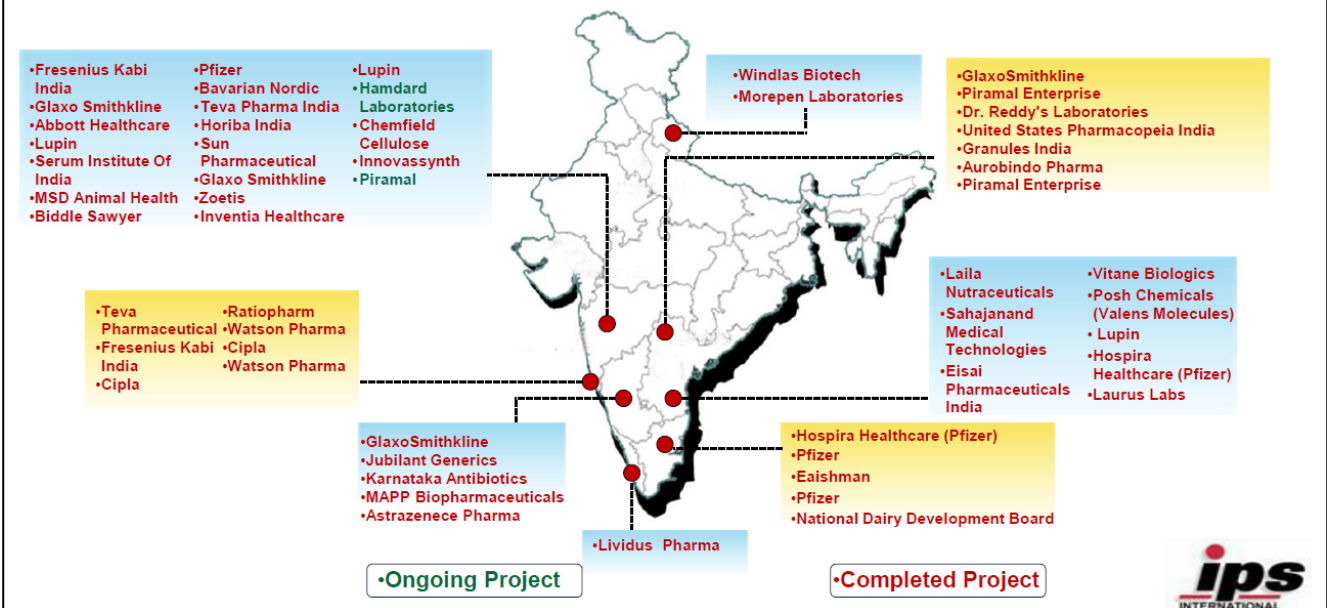 •Fresenius Kabi
India
•Glaxo Smithkline
•Abbott Healthcare
•Lupin
•Serum Institute Of
India
•MSD Animal Health
•Biddle Sawyer
•Pfizer
•Bavarian Nordic
•Teva Pharma India
•Horiba India
•Sun
Pharmaceutical
•Glaxo Smithkline
•Zoetis
•Inventia Healthcare
•Lupin
•Hamdard
Laboratories
•Chemfield
Cellulose
•Innovassynth
•Piramal
•Windlas Biotech
•Morepen Laboratories
•GlaxoSmithkline
•Piramal Enterprise
•Dr. Reddy's Laboratories
•United States Pharmacopeia India
•Granules India
•Aurobindo Pharma
•Piramal Enterprise
•Teva
Pharmaceutical
•Fresenius Kabi
India
•Cipla
•Ratiopharm
•Watson Pharma
•Cipla
•Watson Pharma
•Laila
Nutraceuticals
•Sahajanand
Medical
Technologies
•Eisai
Pharmaceuticals
India
•Vitane Biologics
•Posh Chemicals
(Valens Molecules)
• Lupin
•Hospira
Healthcare (Pfizer)
•Laurus Labs
•GlaxoSmithkline
•Jubilant Generics
•Karnataka Antibiotics
•MAPP Biopharmaceuticals
•Astrazenece Pharma
•Hospira Healthcare (Pfizer)
•Pfizer
•Eaishman
•Pfizer
•National Dairy Development Board
•Lividus Pharma
•Ongoing Project
•Completed Project
ips
INTERNATIONAL